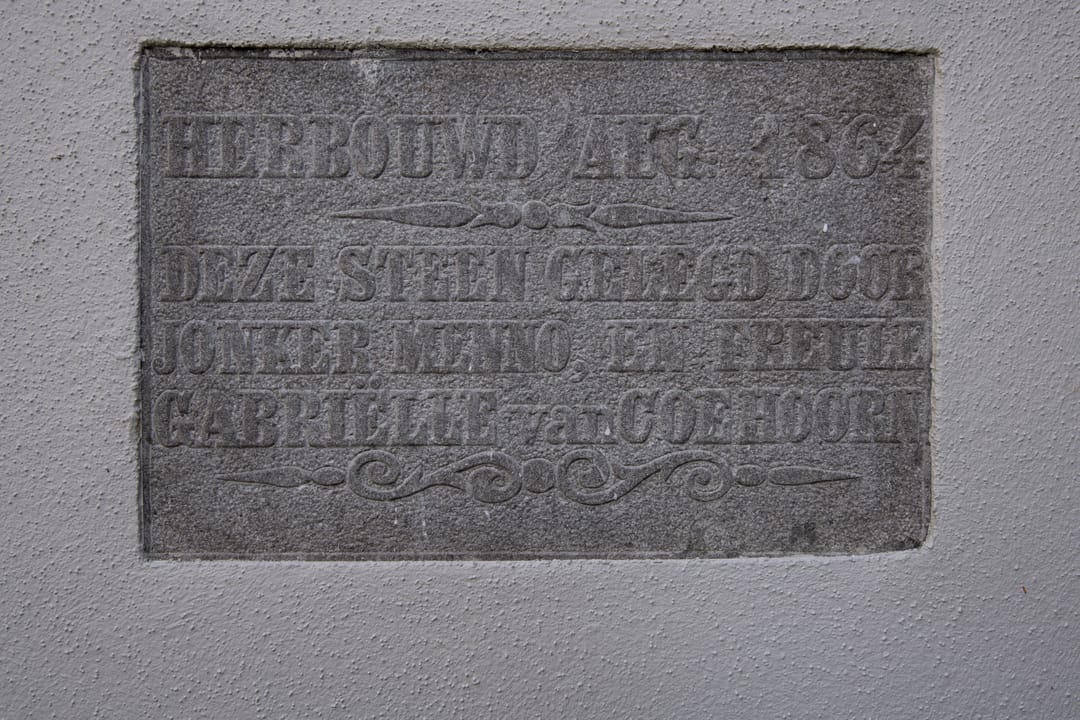 HERBOUWD AUG. 1864
DEZE STEEN GELEGD DOOR
JONKER MENNO, EN FREULE
GABRIËLLE van COEHOORN